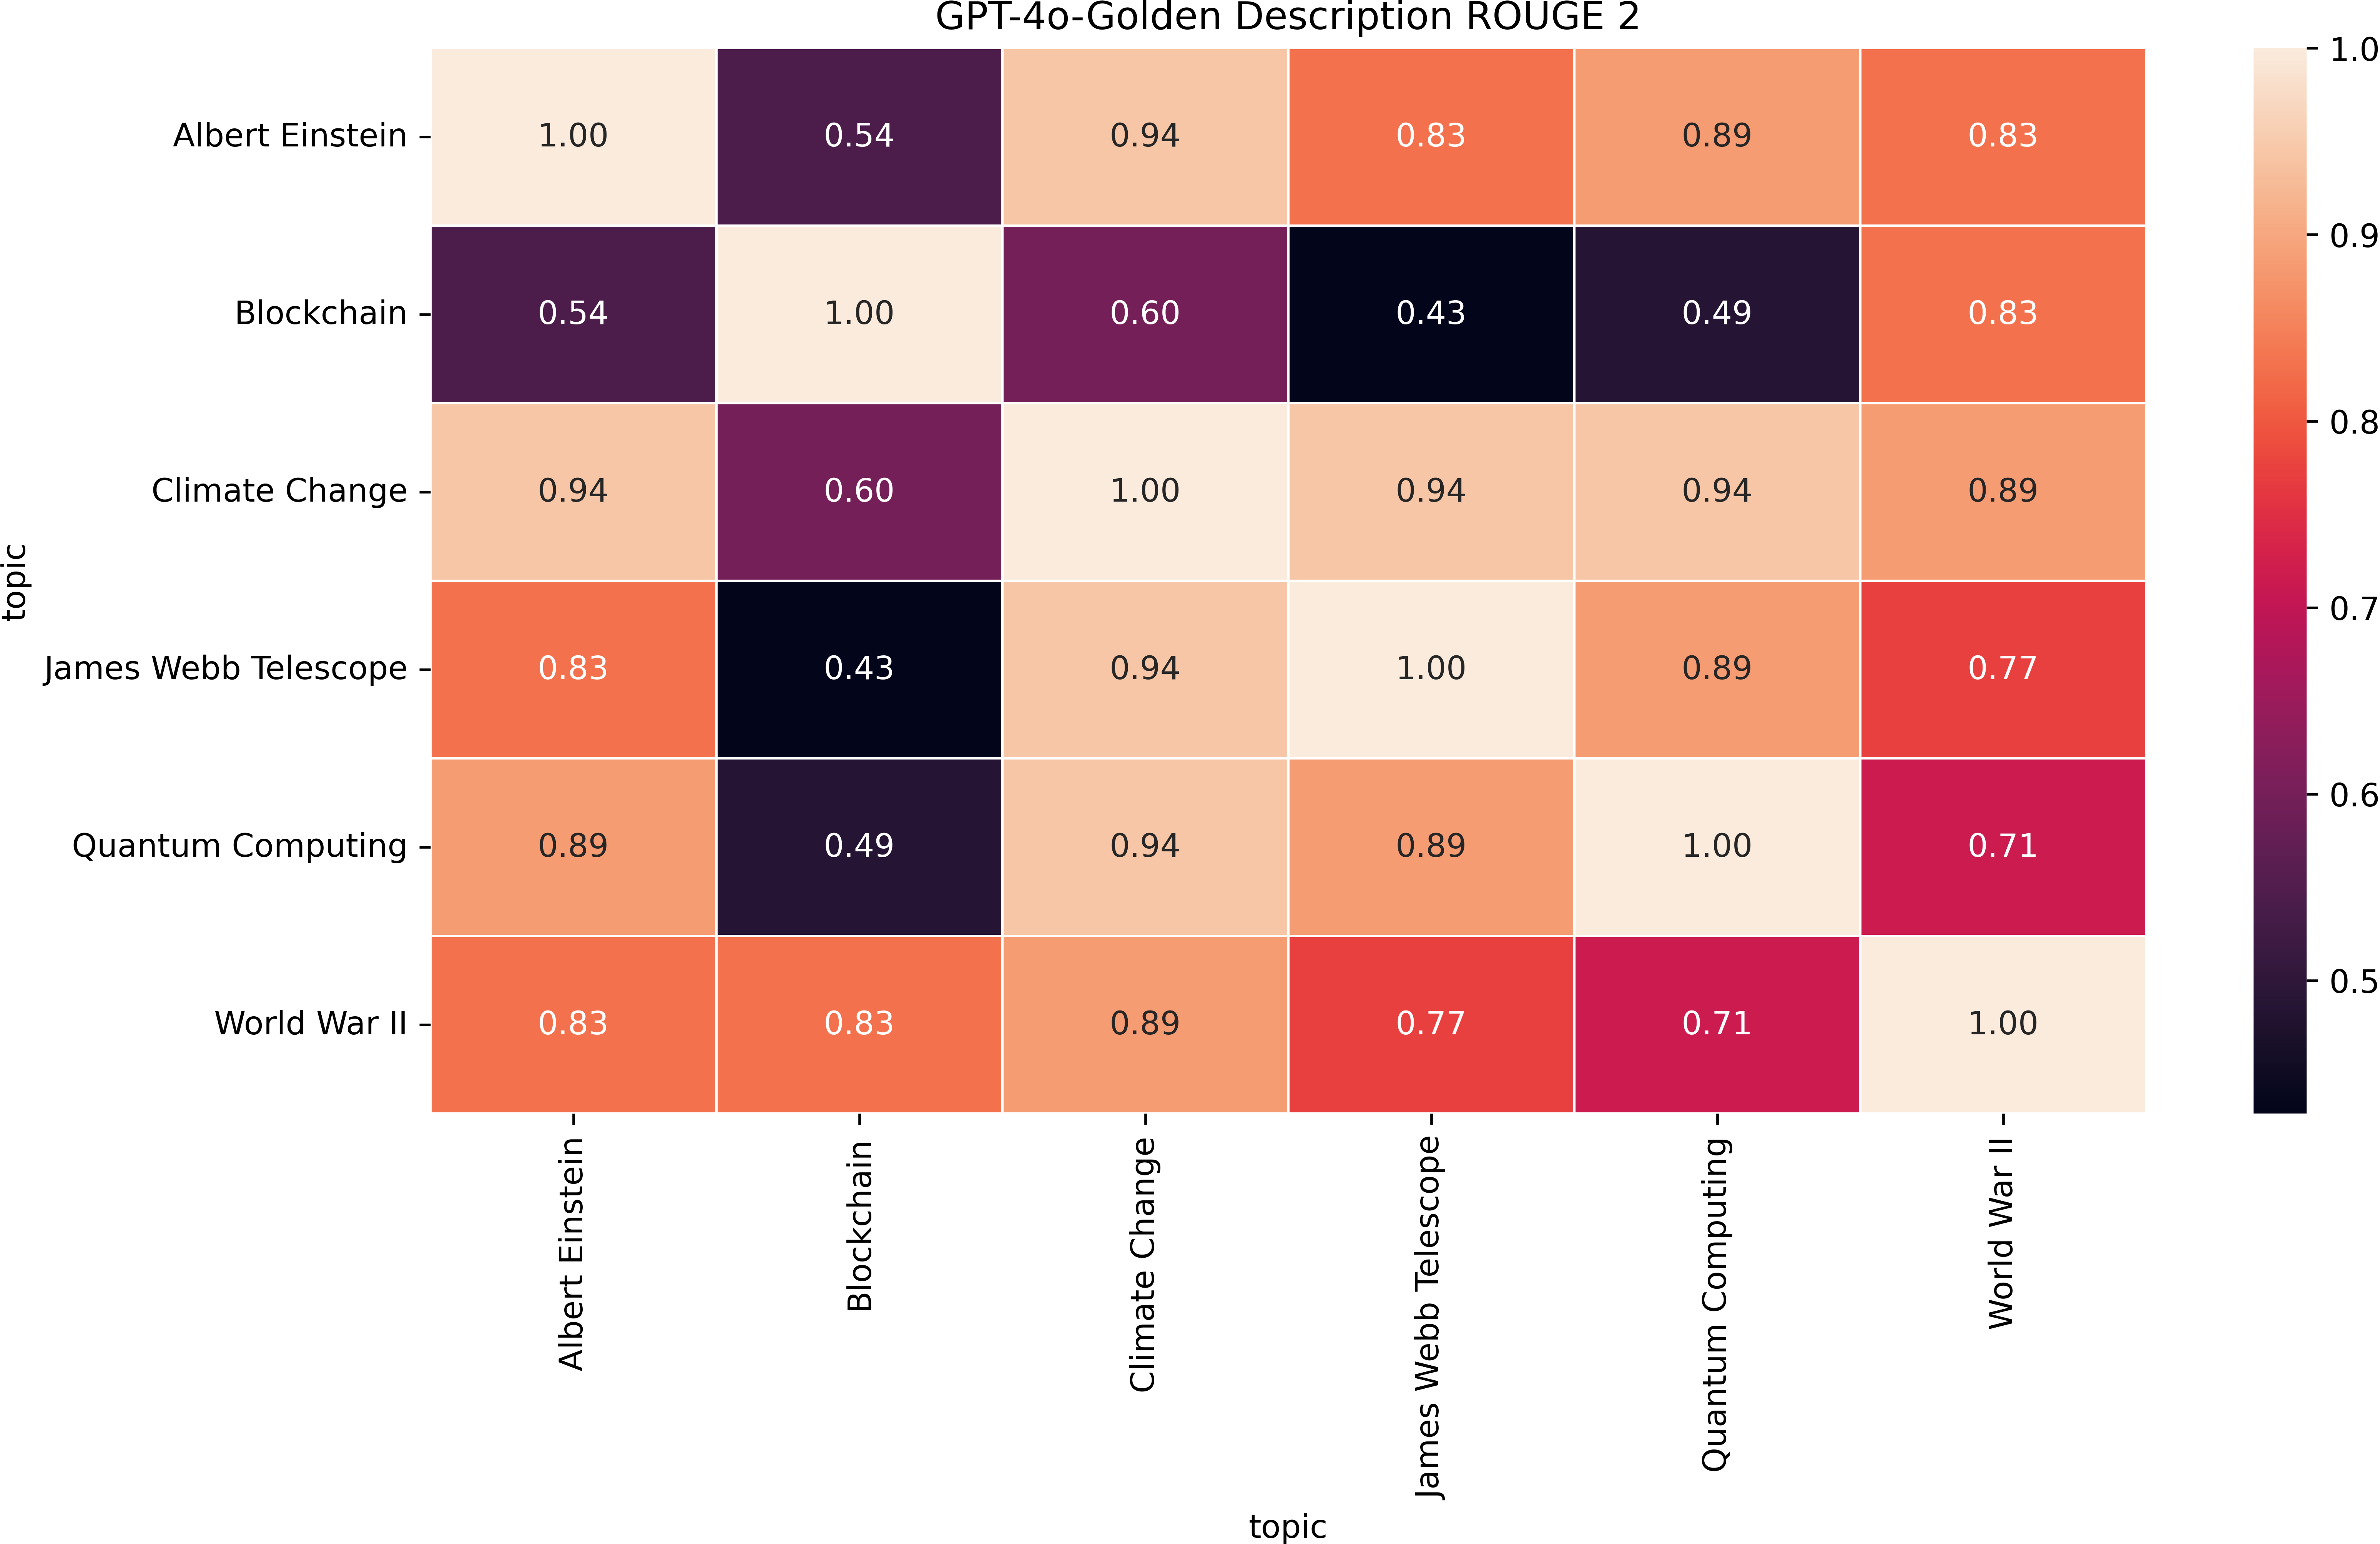 GPT-4o-Golden Description ROUGE 2
Albert Einstein 1.00 0.54 0.94 0.83 0.89 0.83
Blockchain 0.54 1.00 0.60 0.43 0.49 0.83
Climate Change 0.94 0.60 1.00 0.94 0.94 0.89
James Webb Telescope 0.83 0.43 0.94 1.00 0.89 0.77
Quantum Computing 0.89 0.49 0.94 0.89 1.00 0.71
World War II 0.83 0.83 0.89 0.77 0.71 1.00
topic
Albert Einstein
Blockchain
Climate Change
James Webb Telescope
Quantum Computing
World War II
topic
1.0
0.9
0.8
0.7
0.6
0.5